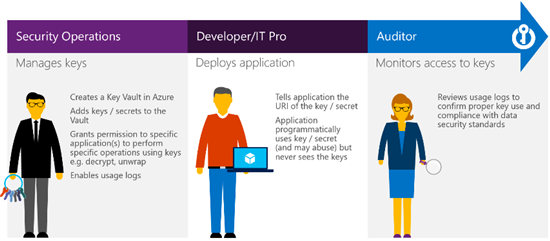 Security Operations
Manages keys
Creates a Key Vault in Azure
Adds keys / secrets to the
Vault
Grants permission to specific
application(s) to perform
specific operations using keys
e.g. decrypt, unwrap
Enables usage logs
Developer/IT Pro
Deploys application
Tells application the
URI of the key / secret
Application
programmatically
uses key / secret
(and may abuse) but
never sees the keys
Auditor
Monitors access to keys
Reviews usage logs to
confirm proper key use and
compliance with data
security standards